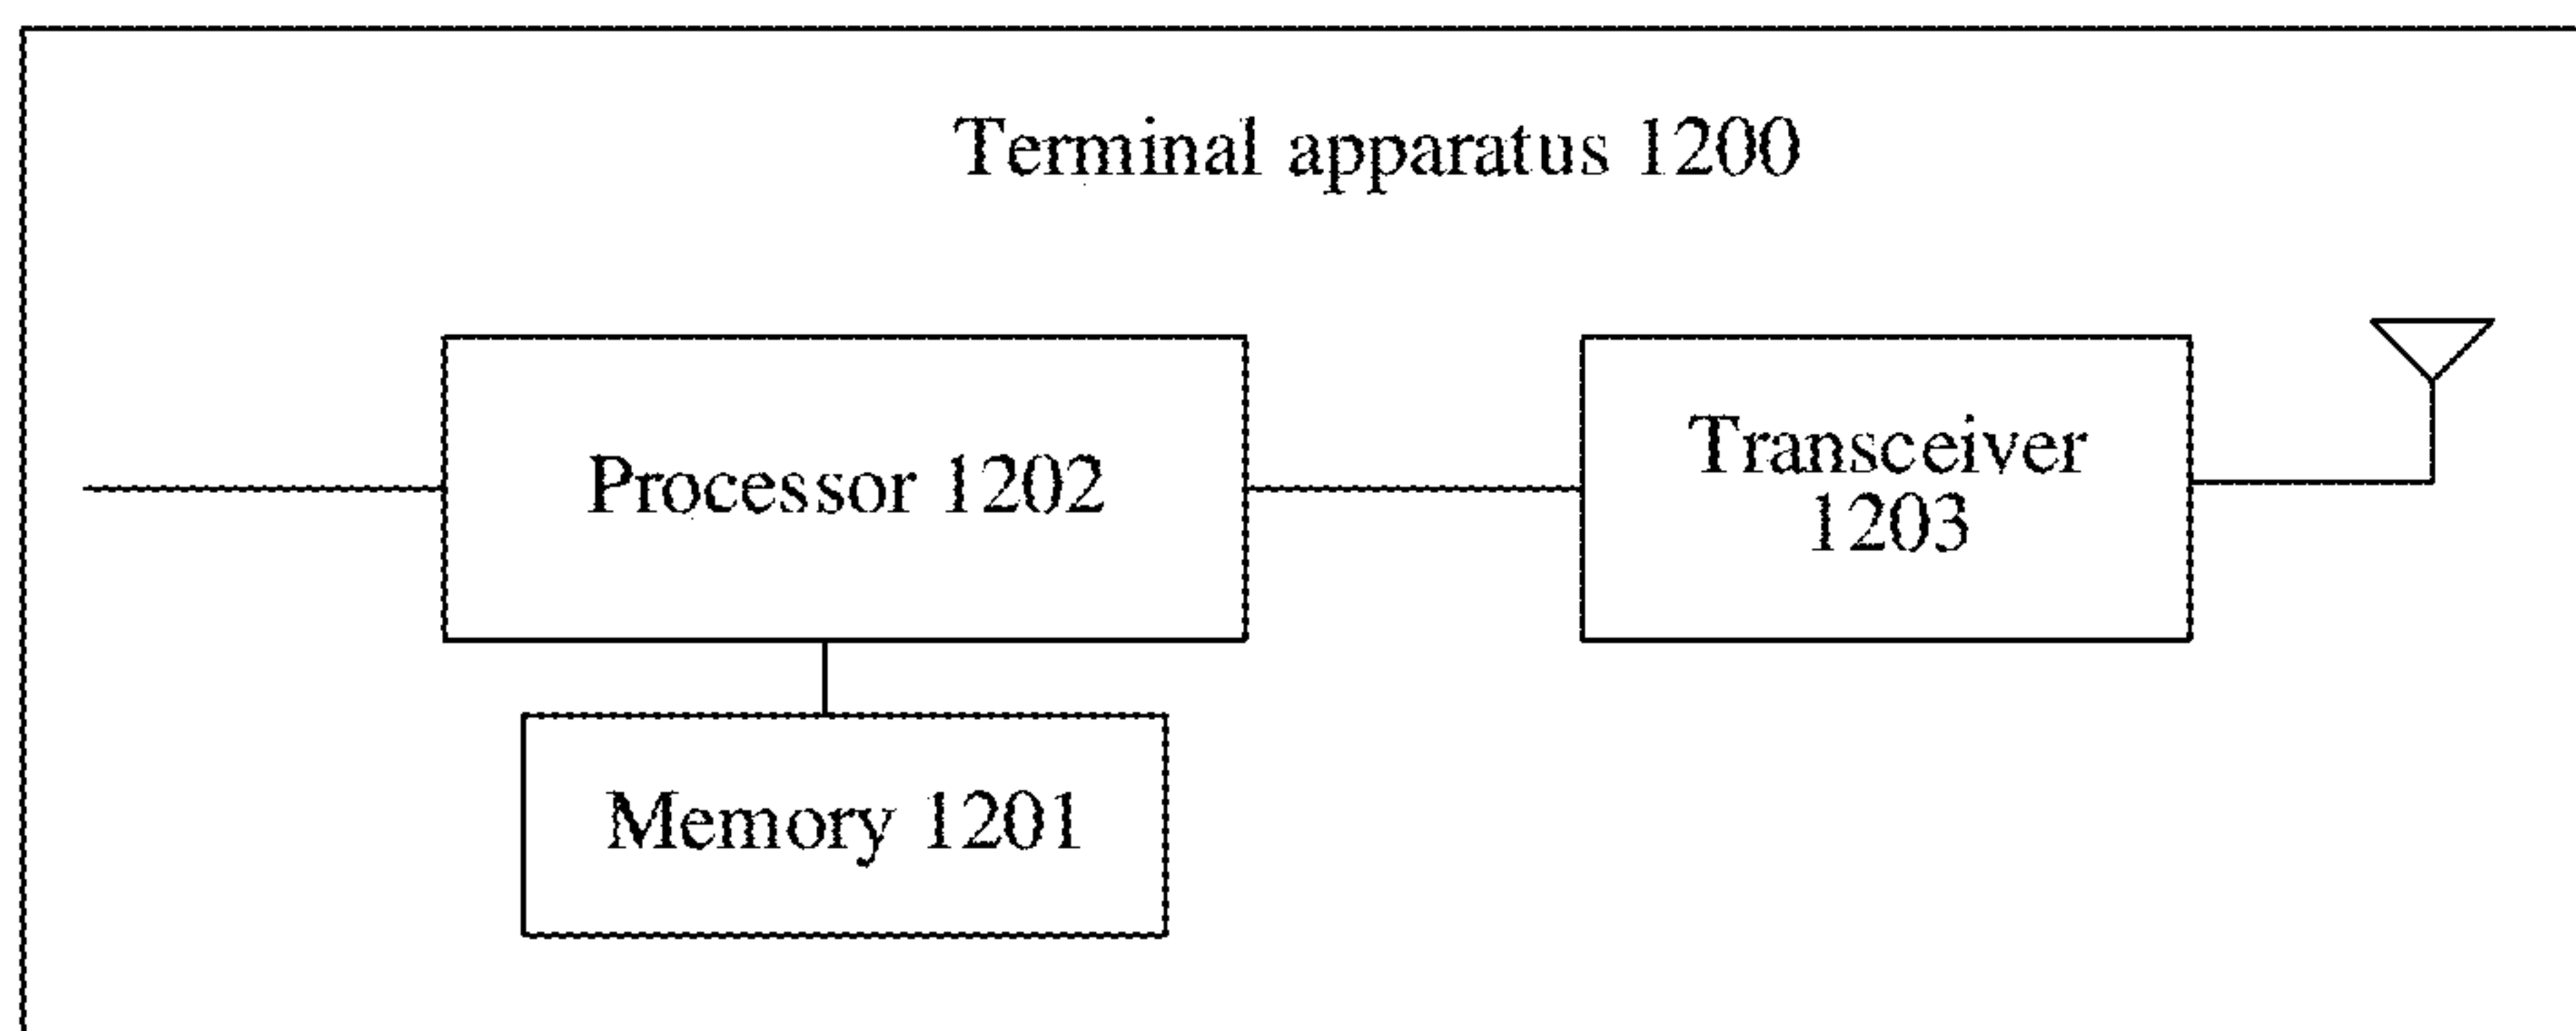 Terminal apparatus 1200
Processor 1202
Transceiver
1203
Memory 1201